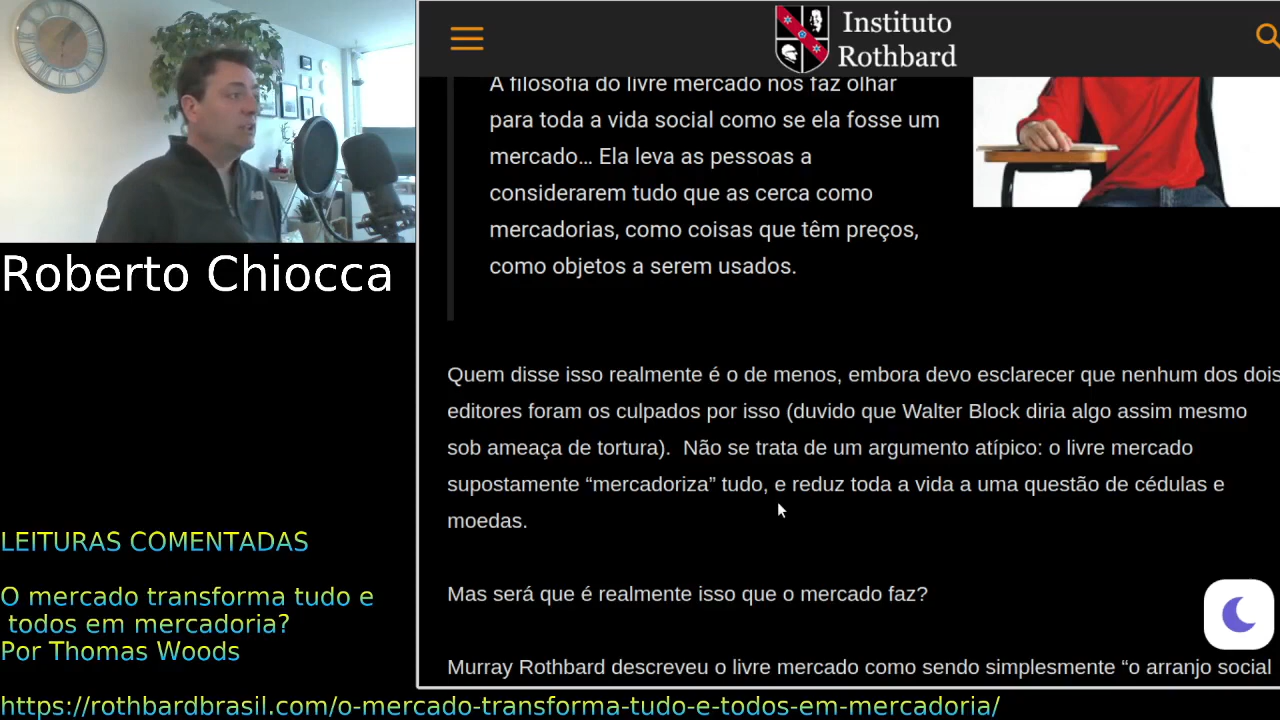 Instituto
Rothbard
A filosofia do livre mercado nos faz olhar
para toda a vida social como se ela fosse um
mercado… Ela leva as pessoas a
considerarem tudo que as cerca como
mercadorias, como coisas que têm preços,
como objetos a serem usados.
Roberto Chiocca
Quem disse isso realmente é o de menos, embora devo esclarecer que nenhum dos dois
editores foram os culpados por isso (duvido que Walter Block diria algo assim mesmo
sob ameaça de tortura).  Não se trata de um argumento atípico: o livre mercado
supostamente “mercadoriza” tudo, e reduz toda a vida a uma questão de cédulas e
moedas.
Mas será que é realmente isso que o mercado faz?
Murray Rothbard descreveu o livre mercado como sendo simplesmente “o arranjo social
LEITURAS COMENTADAS
O mercado transforma tudo e
todos em mercadoria?
Por Thomas Woods
https://rothbardbrasil.com/o-mercado-transforma-tudo-e-todos-em-mercadoria/